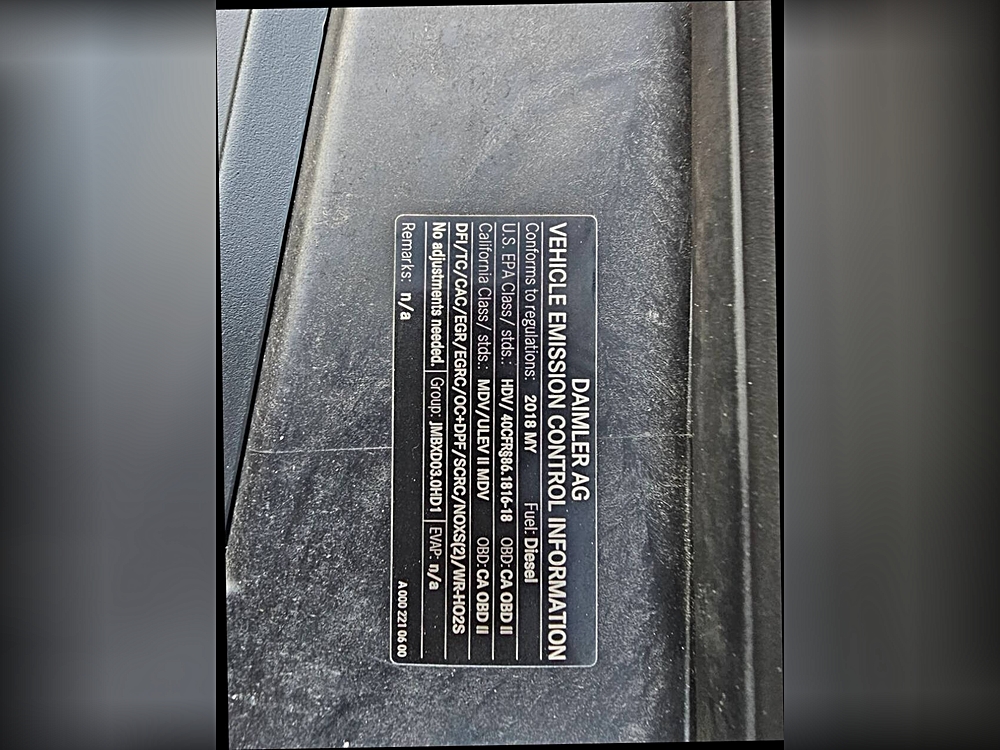 DAIMLER AG
VEHICLE EMISSION CONTROL INFORMATION
Conforms to regulations: 2018 MY Fuel: Diesel
U.S. EPA Class/ stds.: HDV/ 40CFR§86.1816-18 OBD: CA OBD II
California Class/ stds.: MDV/ULEV II MDV OBD: CA OBD II
DFI/TC/CAC/EGR/EGRC/OC+DPF/SCRC/NOXS(2)/WR-HO2S
No adjustments needed. Group: JMBXD03.0HD1 EVAP: n/a
Remarks: n/a
A 000 221 06 00